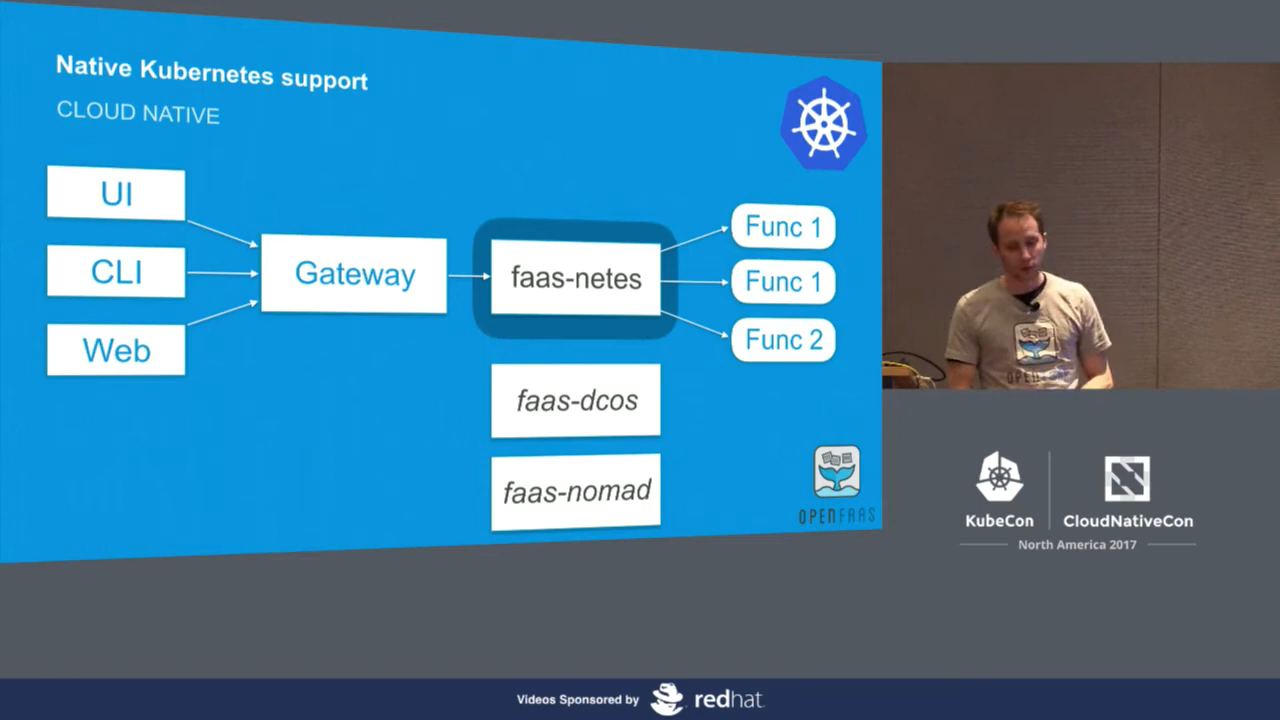 Native Kubernetes support
CLOUD NATIVE
UI
CLI
Web
Gateway
faas-netes
faas-dcos
faas-nomad
Func 1
Func 1
Func 2
OPENFAAS
OPENFAAS
KubeCon
CloudNativeCon
North America 2017
Videos Sponsored by
redhat